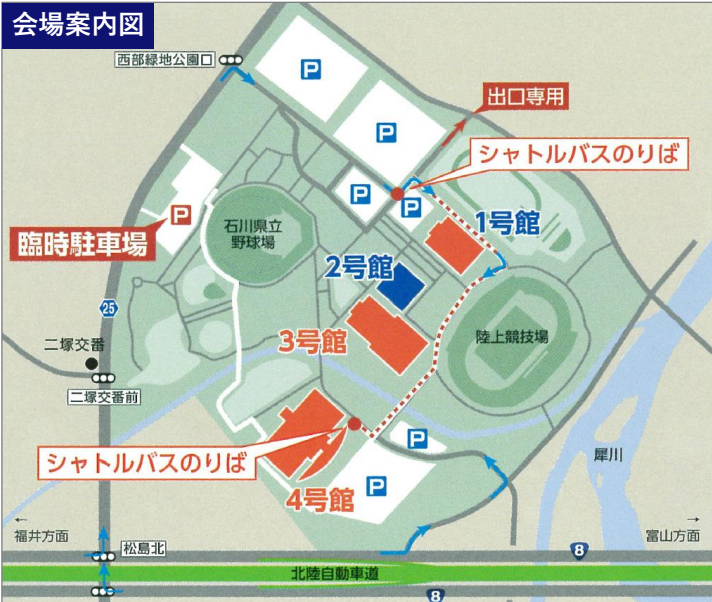 会場案内図
西部緑地公園口
P
P
出口専用
シャトルバスのりば
P
P
P
臨時駐車場
石川県立
野球場
1号館
2号館
25
3号館
陸上競技場
二塚交番
二塚交番前
シャトルバスのりば
P
P
4号館
犀川
←
福井方面
→
富山方面
松島北
8
北陸自動車道
8